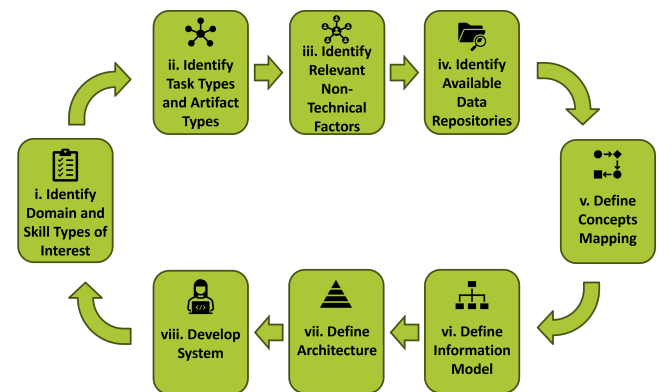 i. Identify
Domain and
Skill Types of
Interest
ii. Identify
Task Types
and Artifact
Types
iii. Identify
Relevant
Non-
Technical
Factors
iv. Identify
Available
Data
Repositories
v. Define
Concepts
Mapping
vi. Define
Information
Model
vii. Define
Architecture
viii. Develop
System